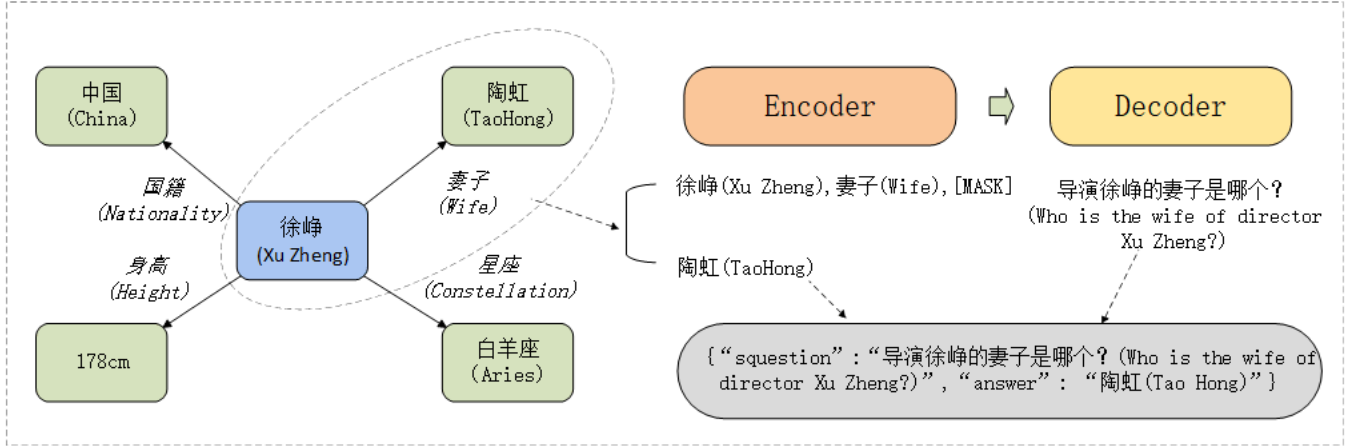 中国
(China)
陶虹
(TaoHong)
国籍
(Nationality)
妻子
(Wife)
徐峥
(Xu Zheng)
身高
(Height)
星座
(Constellation)
178cm
白羊座
(Aries)
Encoder
Decoder
徐峥(Xu Zheng),妻子(Wife),[MASK]
陶虹(TaoHong)
导演徐峥的妻子是哪个？
(Who is the wife of director
Xu Zheng?)
{“squestion”:“导演徐峥的妻子是哪个？(Who is the wife of
director Xu Zheng?)”,“answer”: “陶虹(Tao Hong)”}